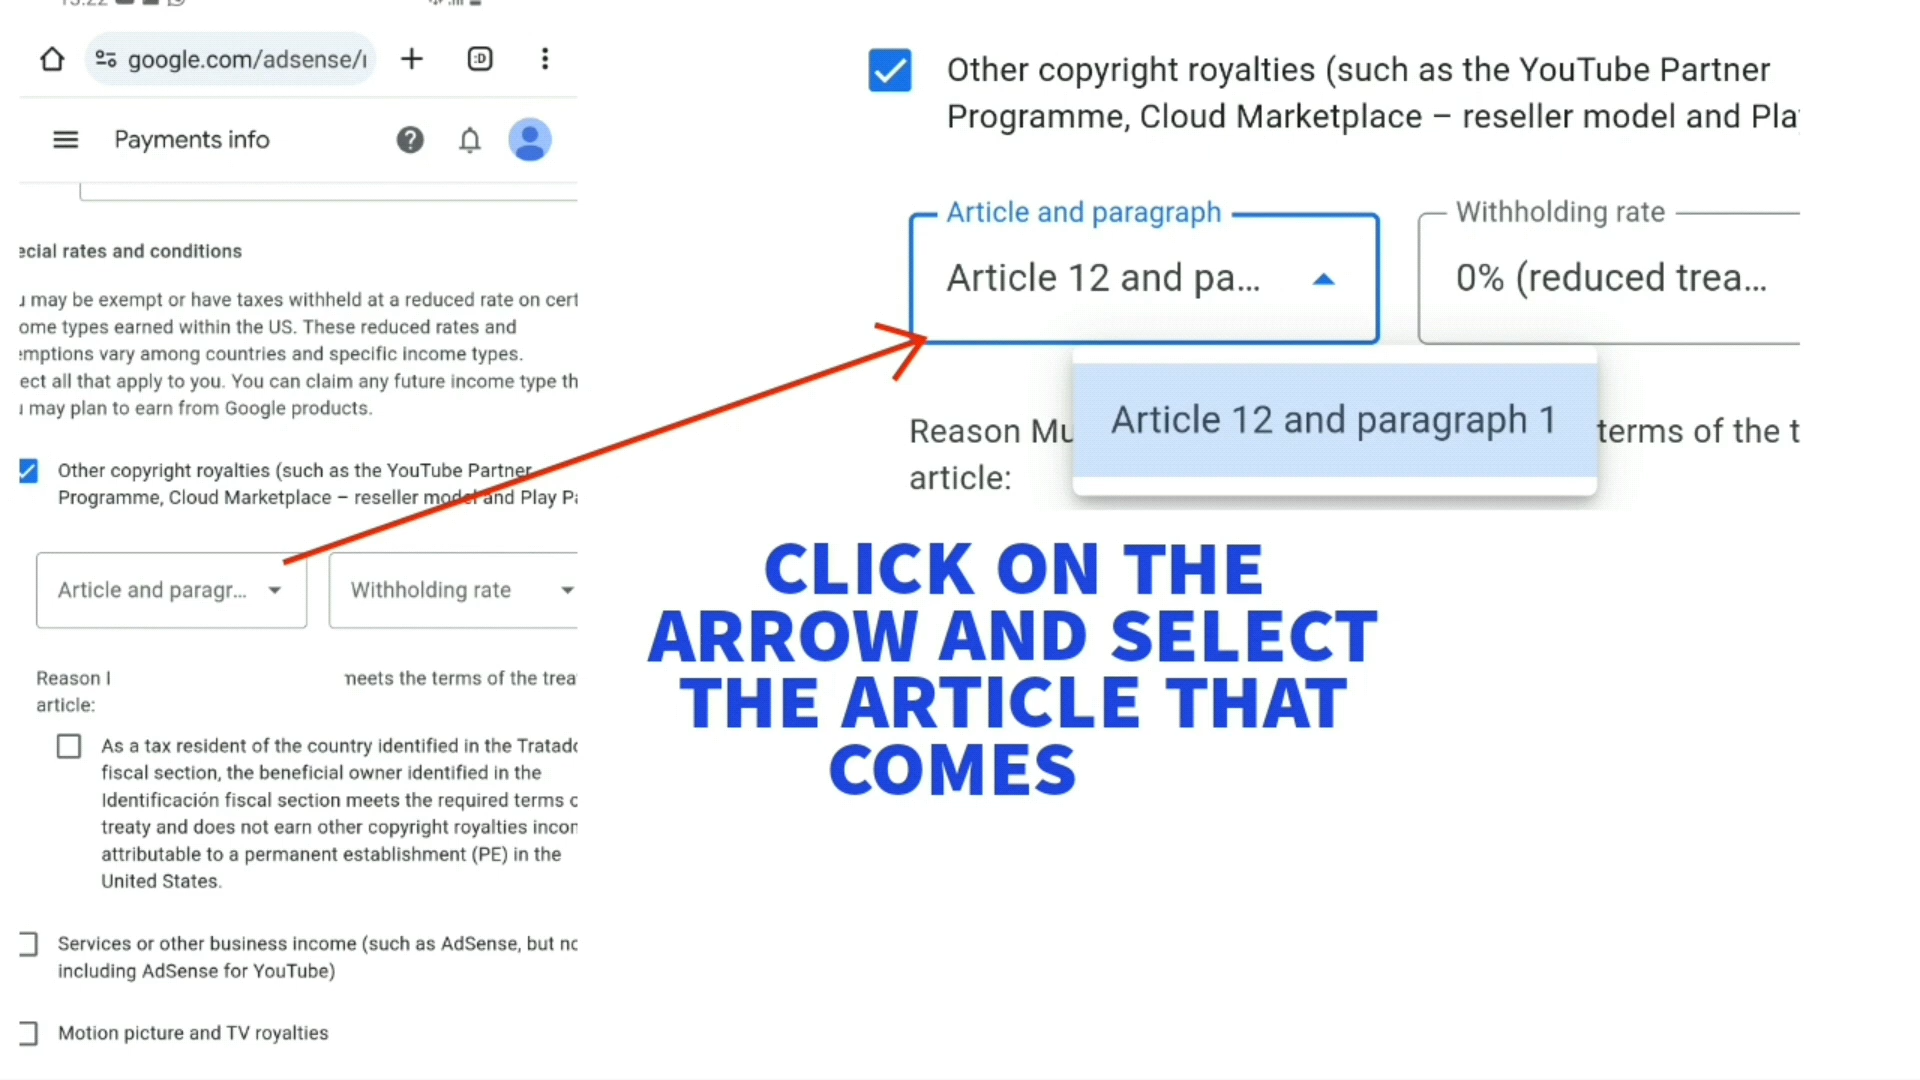 google.com/adsense/
Payments info
ecial rates and conditions
may be exempt or have taxes withheld at a reduced rate on cert
ome types earned within the US. These reduced rates and
emptions vary among countries and specific income types.
ect all that apply to you. You can claim any future income type th
may plan to earn from Google products.
Other copyright royalties (such as the YouTube Partner
Programme, Cloud Marketplace – reseller model and Play Pa
Article and paragr...
Withholding rate
Reason
meets the terms of the trea
article:
As a tax resident of the country identified in the Tratado
fiscal section, the beneficial owner identified in the
Identificación fiscal section meets the required terms o
treaty and does not earn other copyright royalties incom
attributable to a permanent establishment (PE) in the
United States.
Services or other business income (such as AdSense, but no
including AdSense for YouTube)
Motion picture and TV royalties
Other copyright royalties (such as the YouTube Partner
Programme, Cloud Marketplace – reseller model and Pla
Article and paragraph
Withholding rate
Article 12 and pa...
0% (reduced trea...
Article 12 and paragraph 1
Reason Mu
terms of the t
article:
CLICK ON THE
ARROW AND SELECT
THE ARTICLE THAT
COMES